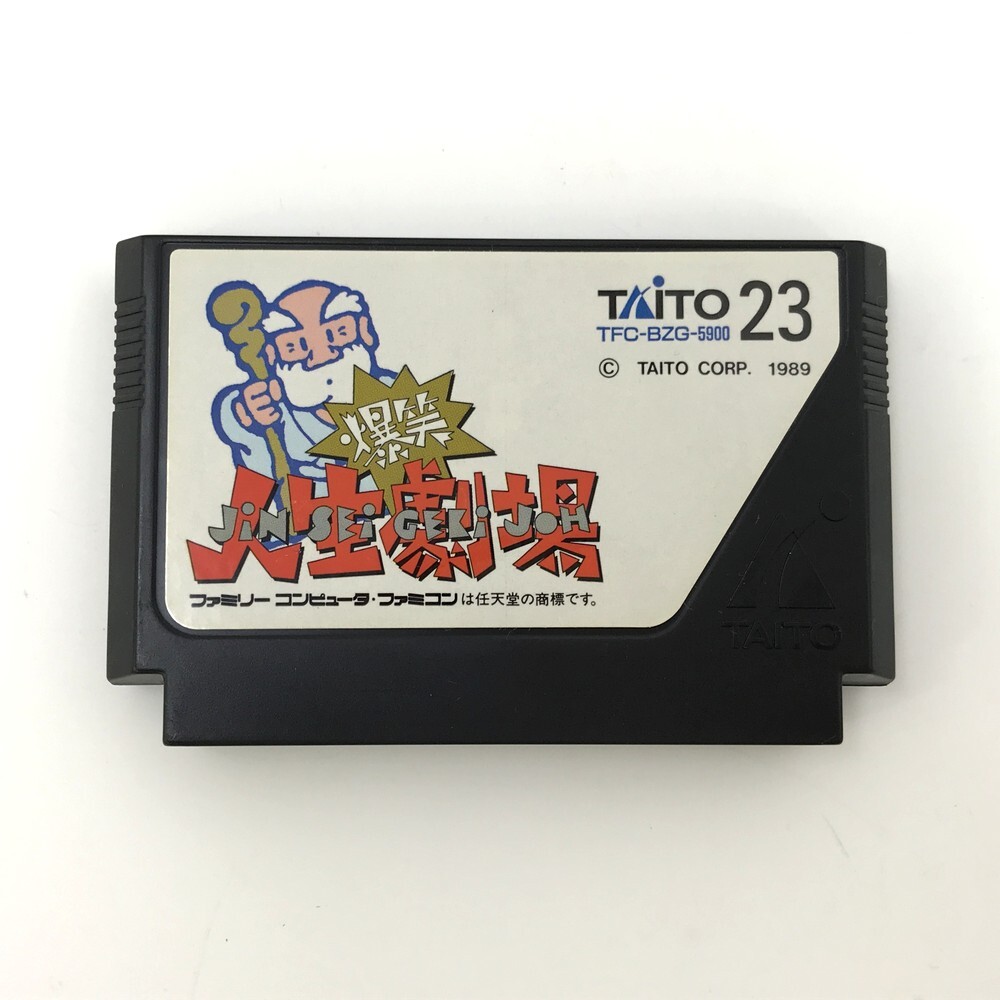 TAITO 23
TFC-BZG-5900
© TAITO CORP. 1989
爆笑
人生劇場
JiN SEi GEKi JOH
ファミリー コンピュータ・ファミコンは任天堂の商標です。
TAITO